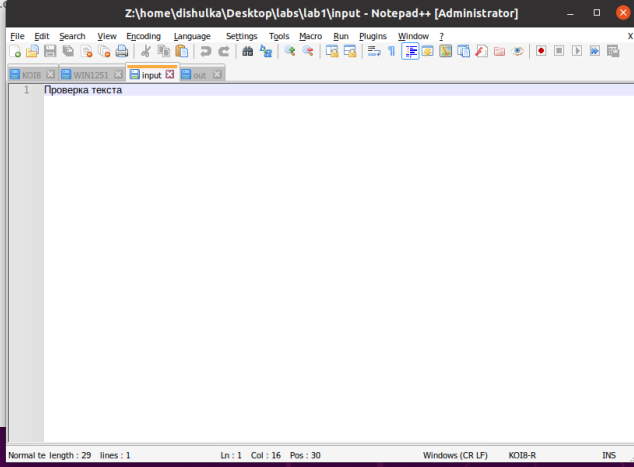 Z:\home\dishulka\Desktop\labs\lab1\input - Notepad++ [Administrator]
File Edit Search View Encoding Language Settings Tools Macro Run Plugins Window ? X
KOI8 WIN1251 input out
1 Проверка текста
Normal te length : 29 lines : 1 Ln : 1 Col : 16 Pos : 30 Windows (CR LF) KOI8-R INS